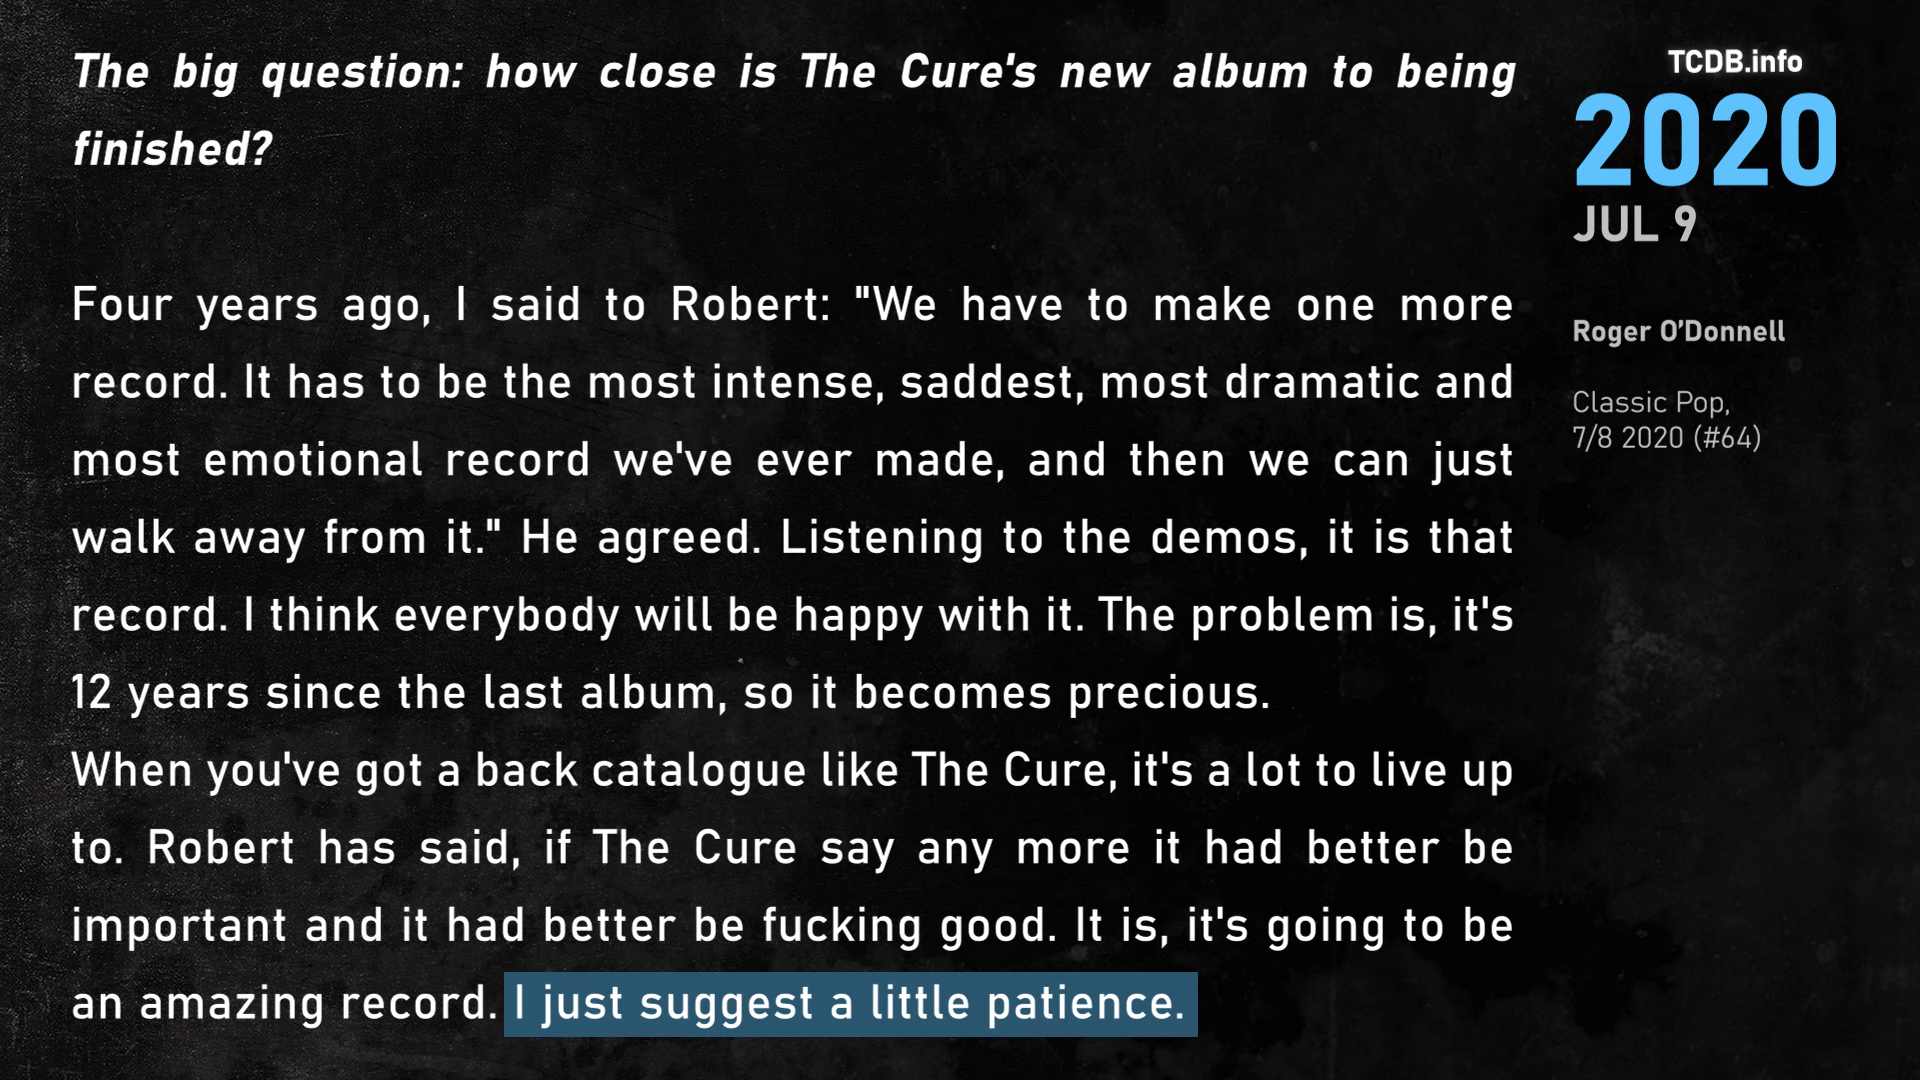 The big question: how close is The Cure's new album to being
finished?
Four years ago, I said to Robert: "We have to make one more
record. It has to be the most intense, saddest, most dramatic and
most emotional record we've ever made, and then we can just
walk away from it." He agreed. Listening to the demos, it is that
record. I think everybody will be happy with it. The problem is, it's
12 years since the last album, so it becomes precious.
When you've got a back catalogue like The Cure, it's a lot to live up
to. Robert has said, if The Cure say any more it had better be
important and it had better be fucking good. It is, it's going to be
an amazing record. I just suggest a little patience.
TCDB.info
2020
JUL 9
Roger O'Donnell
Classic Pop,
7/8 2020 (#64)